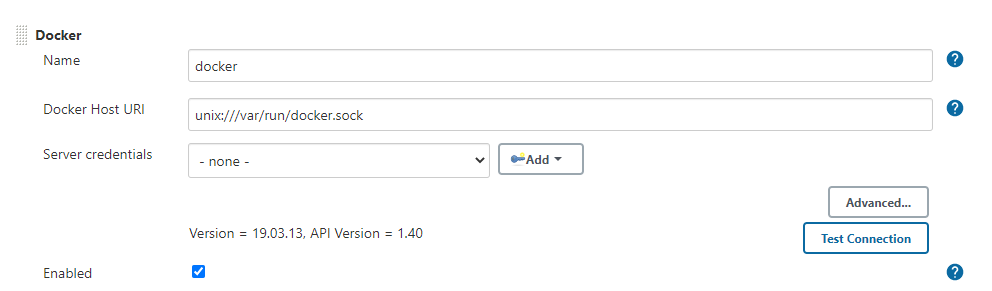 Docker
Name
docker
?
Docker Host URI
unix:///var/run/docker.sock
?
Server credentials
- none -
Add
Advanced...
Version = 19.03.13, API Version = 1.40
Test Connection
Enabled
?